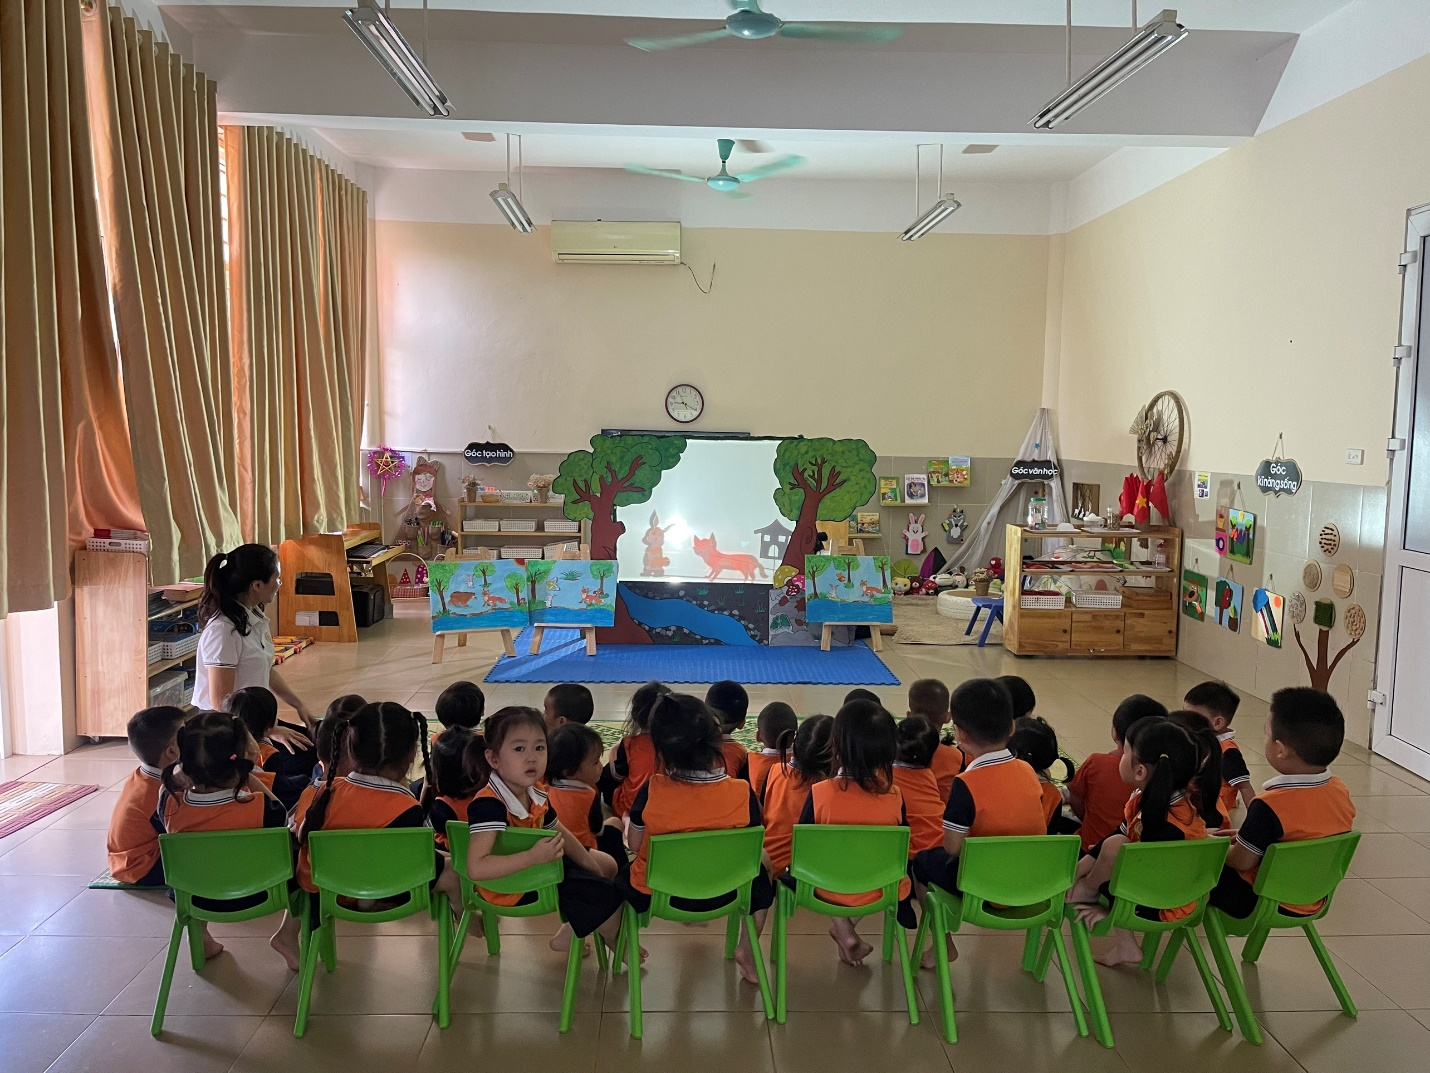 Góc tạo hình
Góc văn học
Góc
kĩ năng sống